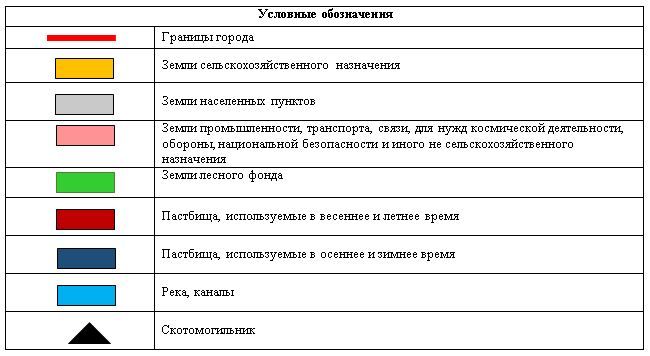 Условные обозначения
Границы города
Земли сельскохозяйственного назначения
Земли населенных пунктов
Земли промышленности, транспорта, связи, для нужд космической деятельности,
обороны, национальной безопасности и иного не сельскохозяйственного
назначения
Земли лесного фонда
Пастбища, используемые в весеннее и летнее время
Пастбища, используемые в осеннее и зимнее время
Река, каналы
Скотомогильник